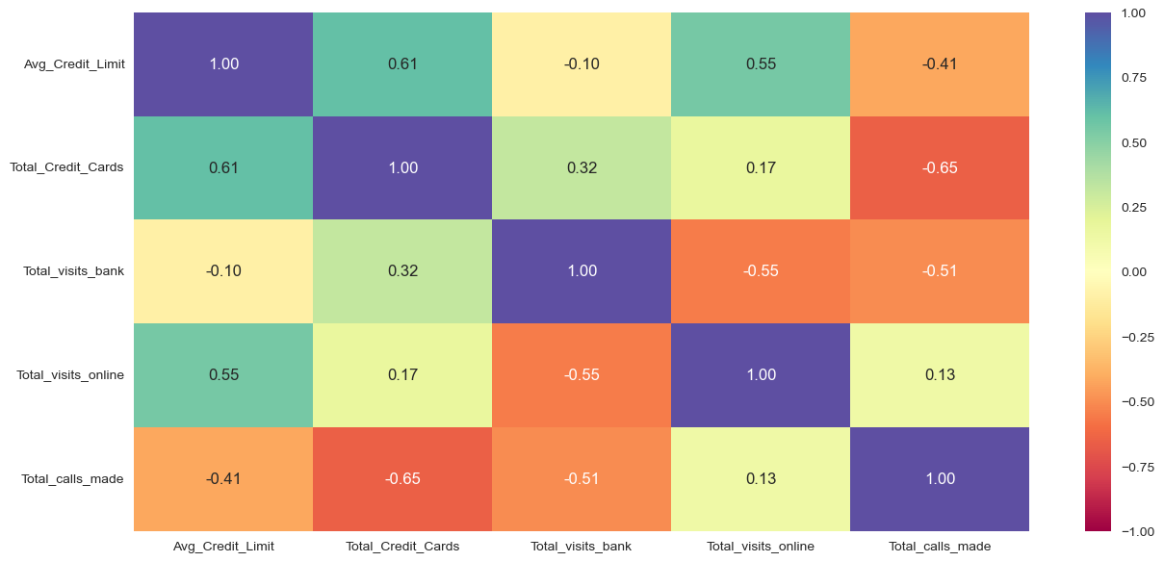 Avg_Credit_Limit 1.00 0.61 -0.10 0.55 -0.41
Total_Credit_Cards 0.61 1.00 0.32 0.17 -0.65
Total_visits_bank -0.10 0.32 1.00 -0.55 -0.51
Total_visits_online 0.55 0.17 -0.55 1.00 0.13
Total_calls_made -0.41 -0.65 -0.51 0.13 1.00
Avg_Credit_Limit Total_Credit_Cards Total_visits_bank Total_visits_online Total_calls_made
1.00
0.75
0.50
0.25
0.00
−0.25
−0.50
−0.75
−1.00